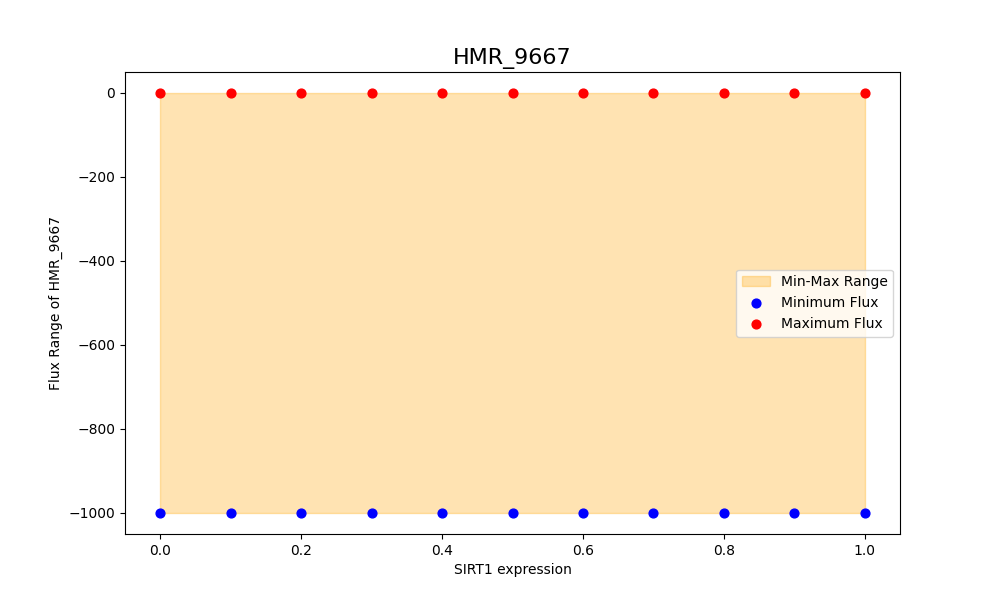 HMR_9667
Flux Range of HMR_9667
0
−200
−400
−600
−800
−1000
Min-Max Range
Minimum Flux
Maximum Flux
0.0 0.2 0.4 0.6 0.8 1.0
SIRT1 expression